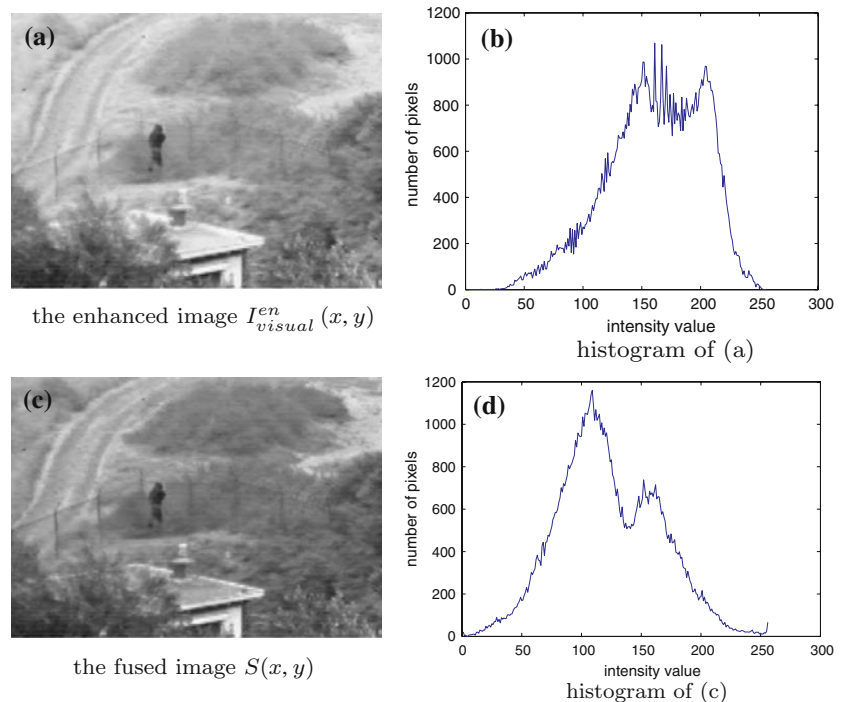 (a)
the enhanced image I^{en}_{visual} (x, y)
(b)
1200
1000
800
600
400
200
0
number of pixels
0 50 100 150 200 250 300
intensity value
histogram of (a)
(c)
the fused image S(x, y)
(d)
1200
1000
800
600
400
200
0
number of pixels
0 50 100 150 200 250 300
intensity value
histogram of (c)